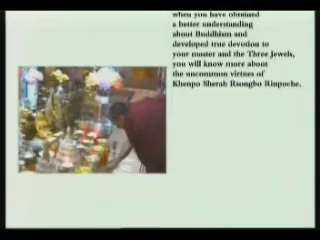 when you have obtained
a better understanding
about Buddhism and
developed true devotion to
your master and the Three Jewels,
you will know more about
the uncommon virtues of
Khenpo Sherab Rsongbo Rinpoche.